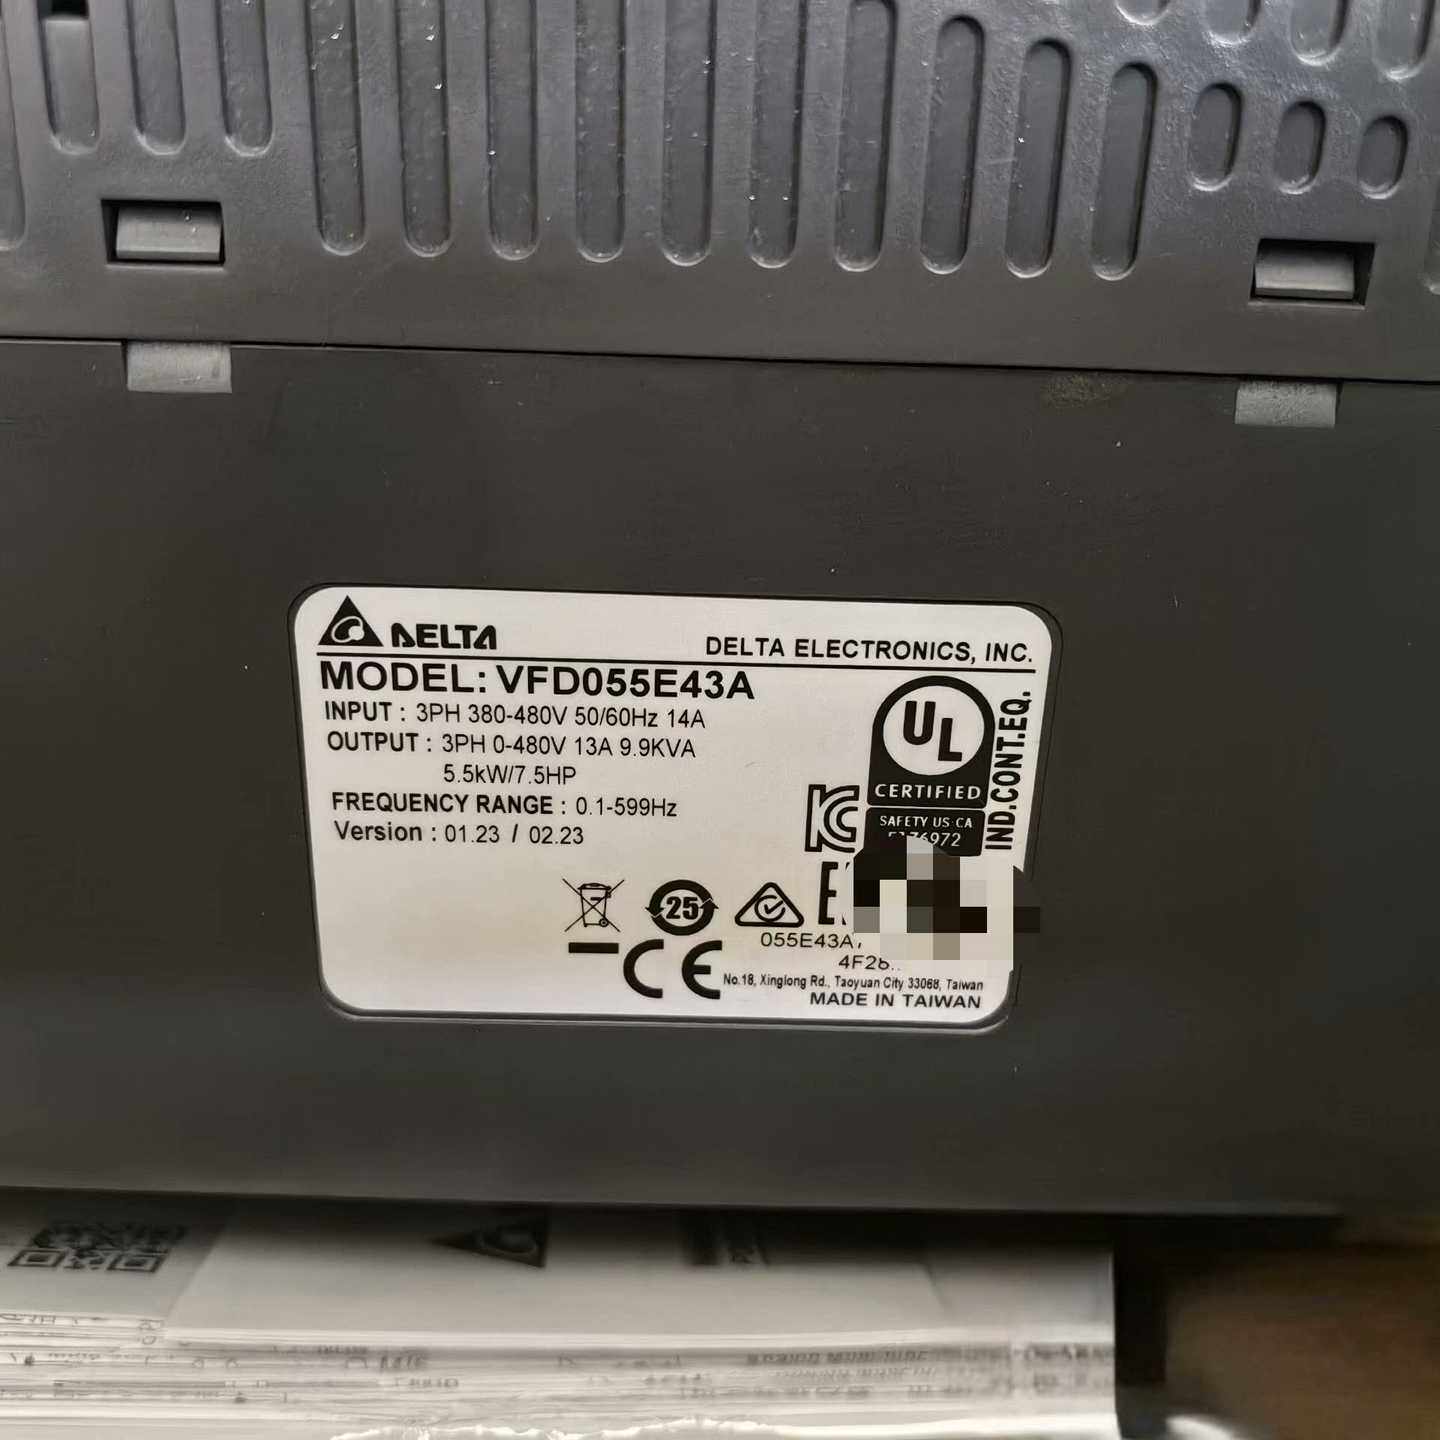 DELTA
DELTA ELECTRONICS, INC.
MODEL: VFD055E43A
INPUT : 3PH 380-480V 50/60Hz 14A
OUTPUT : 3PH 0-480V 13A 9.9KVA
5.5kW/7.5HP
FREQUENCY RANGE : 0.1-599Hz
Version : 01.23 / 02.23
UL
CERTIFIED
SAFETY US-CA
IND.CONT.EQ.
25
CE
055E43A
No.18, Xinglong Rd., Taoyuan City 33068, Taiwan
MADE IN TAIWAN